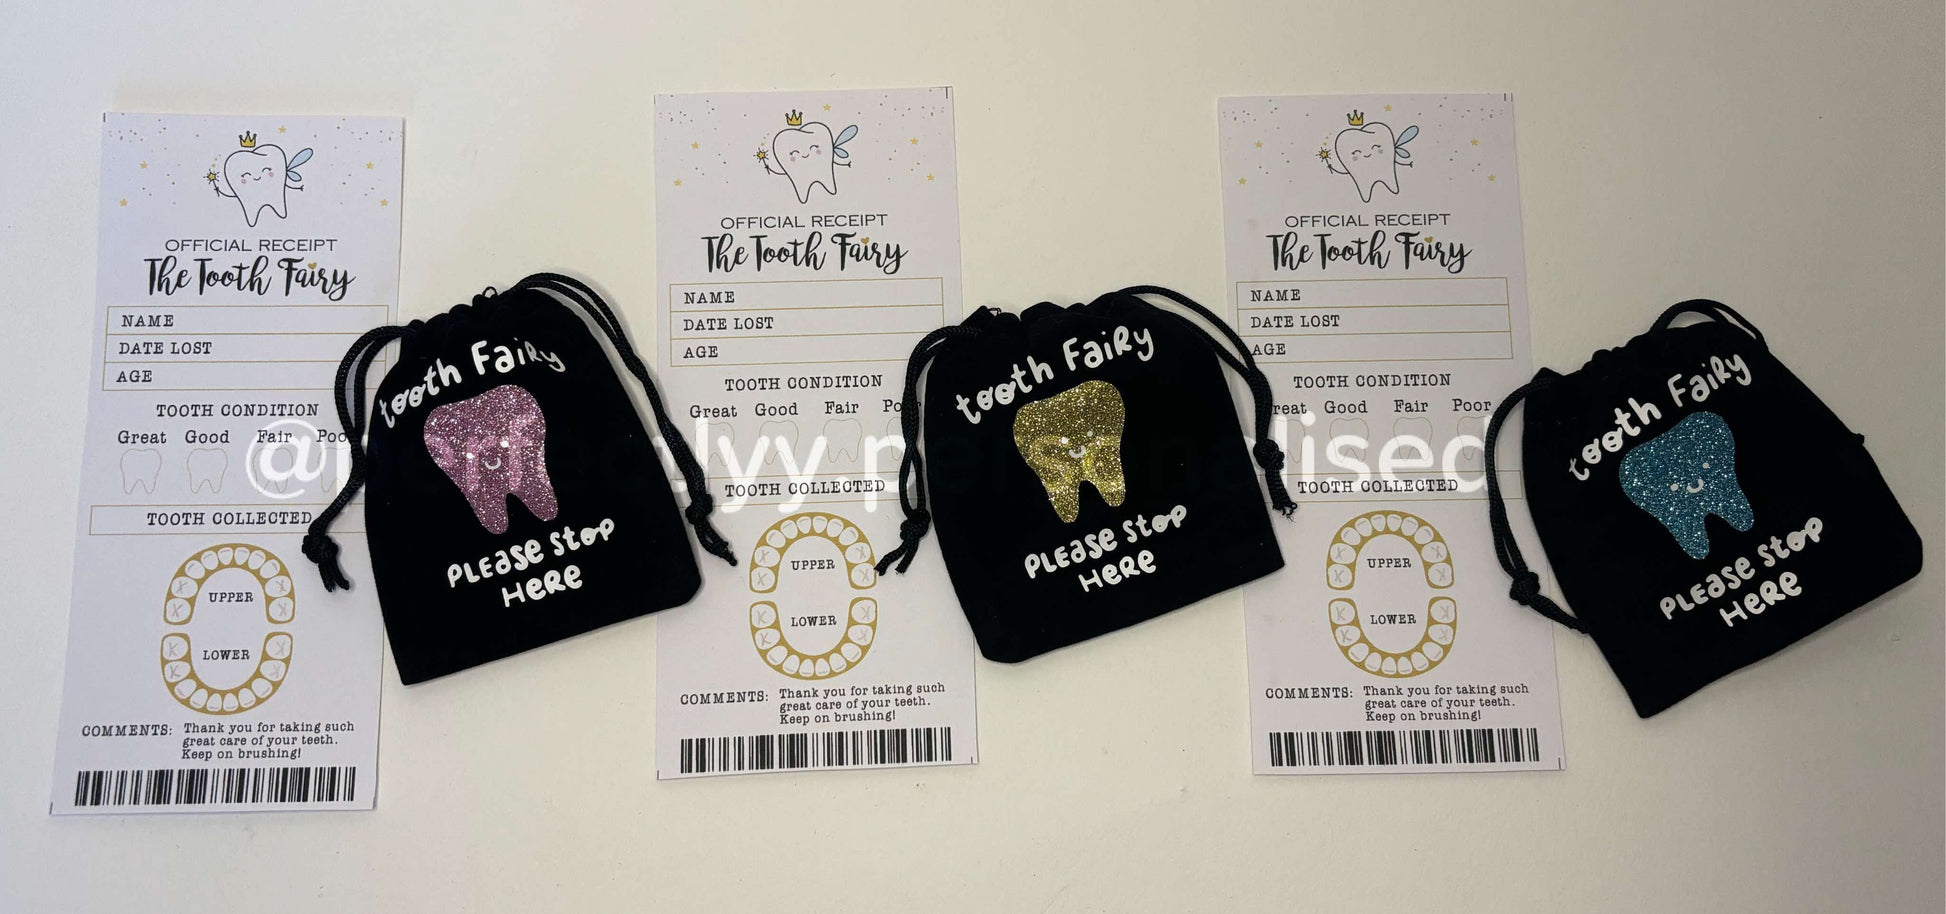 OFFICIAL RECEIPT
The Tooth Fairy
NAME
DATE LOST
AGE
TOOTH CONDITION
Great Good Fair Poo
TOOTH COLLECTED
UPPER
LOWER
COMMENTS: Thank you for taking such
great care of your teeth.
Keep on brushing!
tooth Fairy
PLEASE Stop
HERE
OFFICIAL RECEIPT
The Tooth Fairy
NAME
DATE LOST
AGE
TOOTH CONDITION
Great Good Fair Po
TOOTH COLLECTED
UPPER
LOWER
COMMENTS: Thank you for taking such
great care of your teeth.
Keep on brushing!
tooth Fairy
PLEASE Stop
HERE
OFFICIAL RECEIPT
The Tooth Fairy
NAME
DATE LOST
AGE
TOOTH CONDITION
reat Good Fair Poor
TOOTH COLLECTED
UPPER
LOWER
COMMENTS: Thank you for taking such
great care of your teeth.
Keep on brushing!
tooth Fairy
PLEASE Stop
HERE